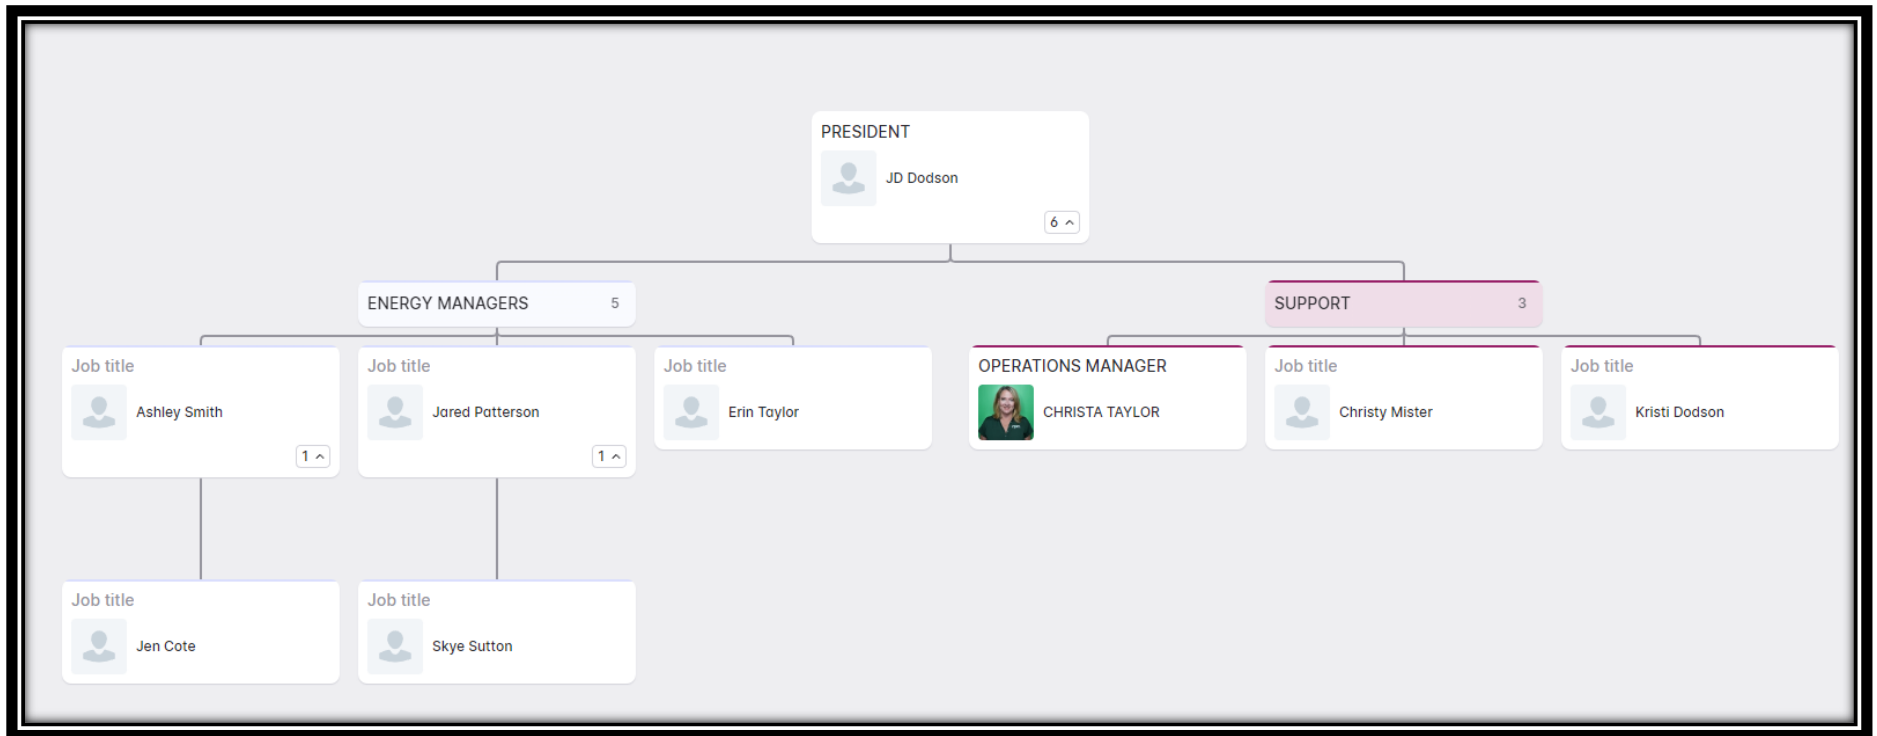 PRESIDENT
JD Dodson
6
ENERGY MANAGERS 5
SUPPORT 3
Job title
Ashley Smith
1
Job title
Jared Patterson
1
Job title
Erin Taylor
OPERATIONS MANAGER
CHRISTA TAYLOR
Job title
Christy Mister
Job title
Kristi Dodson
Job title
Jen Cote
Job title
Skye Sutton